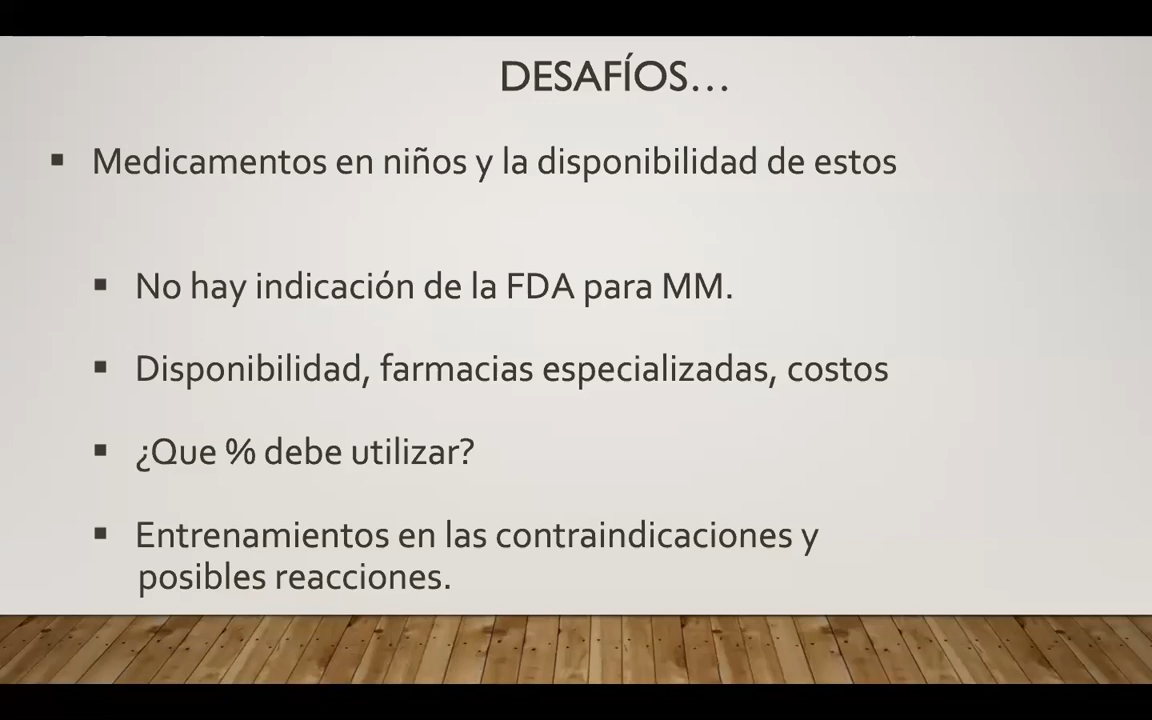 DESAFÍOS...
▪ Medicamentos en niños y la disponibilidad de estos
▪ No hay indicación de la FDA para MM.
▪ Disponibilidad, farmacias especializadas, costos
▪ ¿Que % debe utilizar?
▪ Entrenamientos en las contraindicaciones y
posibles reacciones.